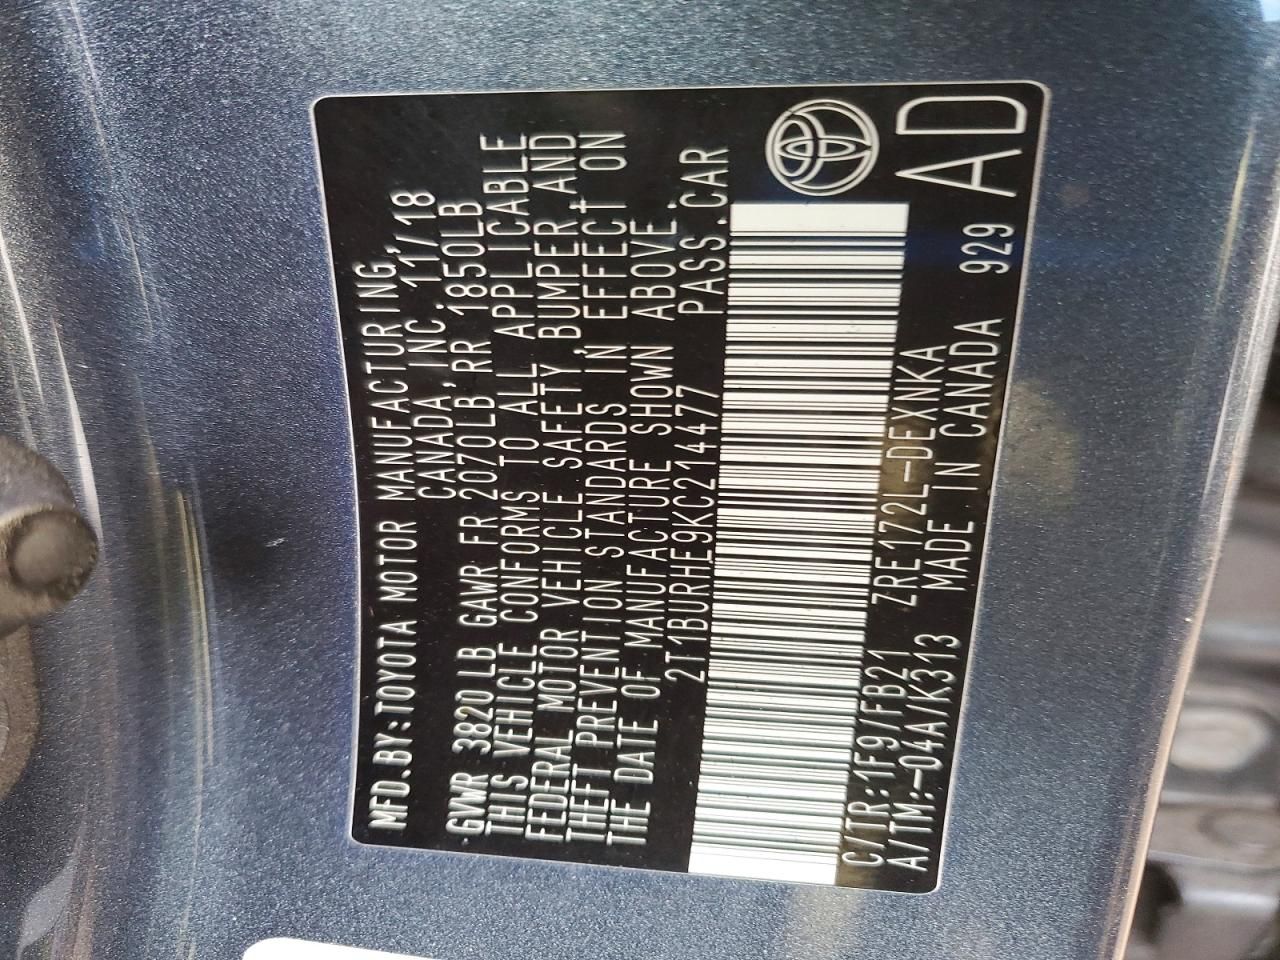 MFD.BY:TOYOTA MOTOR MANUFACTURING,
CANADA, INC. 11/18
GVWR 3820 LB GAWR FR 2070LB RR 1850LB
THIS VEHICLE CONFORMS TO ALL APPLICABLE
FEDERAL MOTOR VEHICLE SAFETY, BUMPER, AND
THEFT PREVENTION STANDARDS IN EFFECT ON
THE DATE OF MANUFACTURE SHOWN ABOVE.
2T1BURHE9KC214477 PASS.CAR
C/TR:1F9/FB21 ZRE172L-DEXNKA
A/TM:-04A/K313 MADE IN CANADA 929 AD